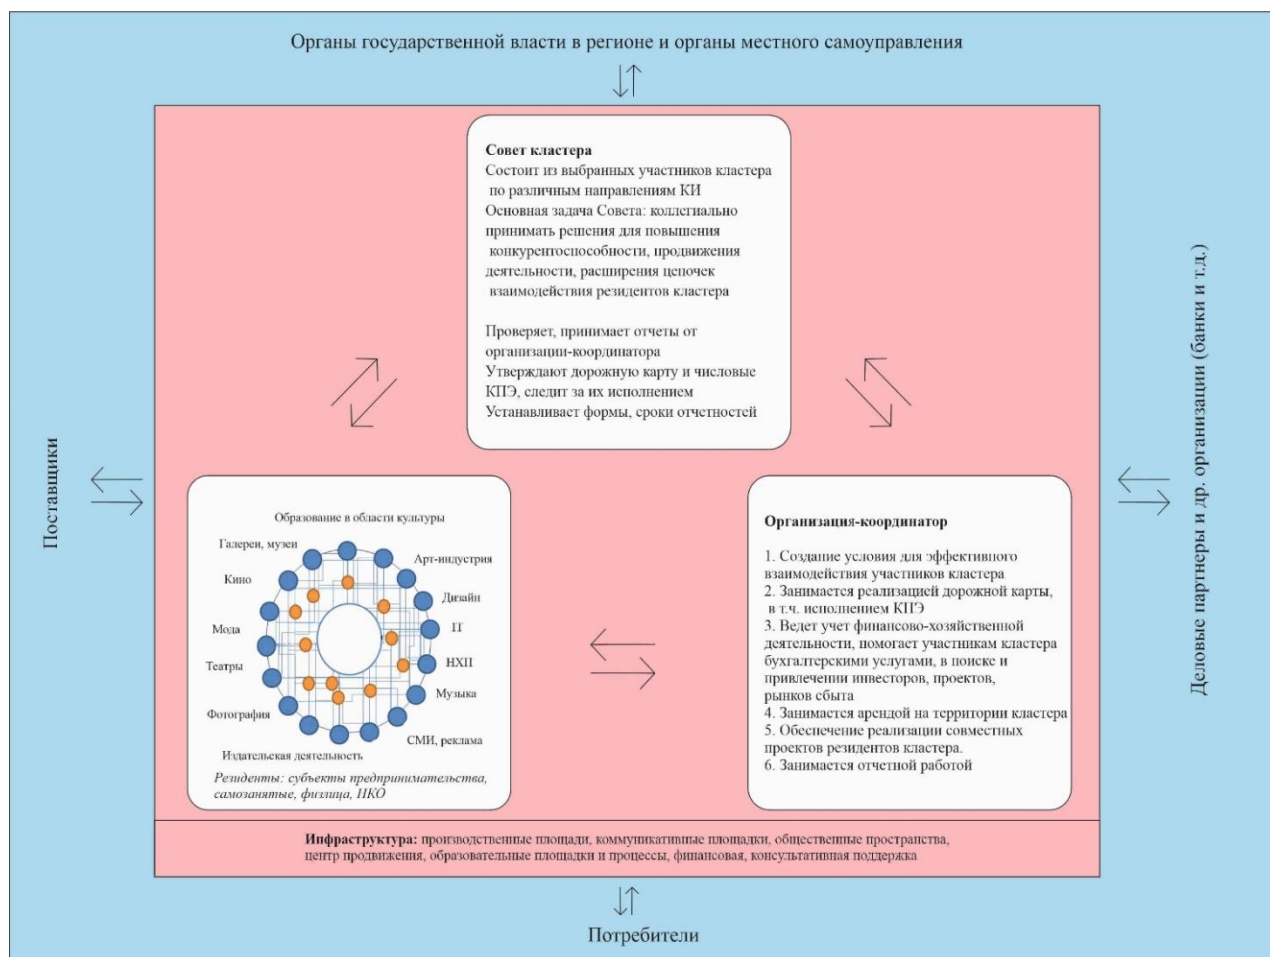 Органы государственной власти в регионе и органы местного самоуправления
Совет кластера
Состоит из выбранных участников кластера
по различным направлениям КИ
Основная задача Совета: коллегиально
принимать решения для повышения
конкурентоспособности, продвижения
деятельности, расширения цепочек
взаимодействия резидентов кластера
Проверяет, принимает отчеты от
организации-координатора
Утверждают дорожную карту и числовые
КПЭ, следит за их исполнением
Устанавливает формы, сроки отчетностей
Поставщики
Деловые партнеры и др. организации (банки и т.д.)
Образование в области культуры
Галереи, музеи
Арт-индустрия
Кино
Дизайн
Мода
IT
Театры
НХП
Фотография
Музыка
СМИ, реклама
Издательская деятельность
Резиденты: субъекты предпринимательства,
самозанятые, физлица, НКО
Организация-координатор
1. Создание условия для эффективного
взаимодействия участников кластера
2. Занимается реализацией дорожной карты,
в т.ч. исполнением КПЭ
3. Ведет учет финансово-хозяйственной
деятельности, помогает участникам кластера
бухгалтерскими услугами, в поиске и
привлечении инвесторов, проектов,
рынков сбыта
4. Занимается арендой на территории кластера
5. Обеспечение реализации совместных
проектов резидентов кластера.
6. Занимается отчетной работой
Инфраструктура: производственные площади, коммуникативные площадки, общественные пространства,
центр продвижения, образовательные площадки и процессы, финансовая, консультативная поддержка
Потребители